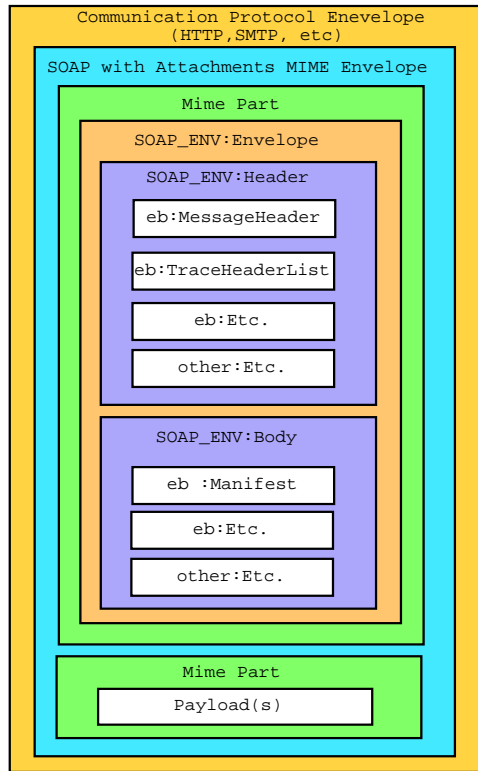 Communication Protocol Enevelope
(HTTP,SMTP, etc)
SOAP with Attachments MIME Envelope
Mime Part
SOAP_ENV:Envelope
SOAP_ENV:Header
eb:MessageHeader
eb:TraceHeaderList
eb:Etc.
other:Etc.
SOAP_ENV:Body
eb :Manifest
eb:Etc.
other:Etc.
Mime Part
Payload(s)